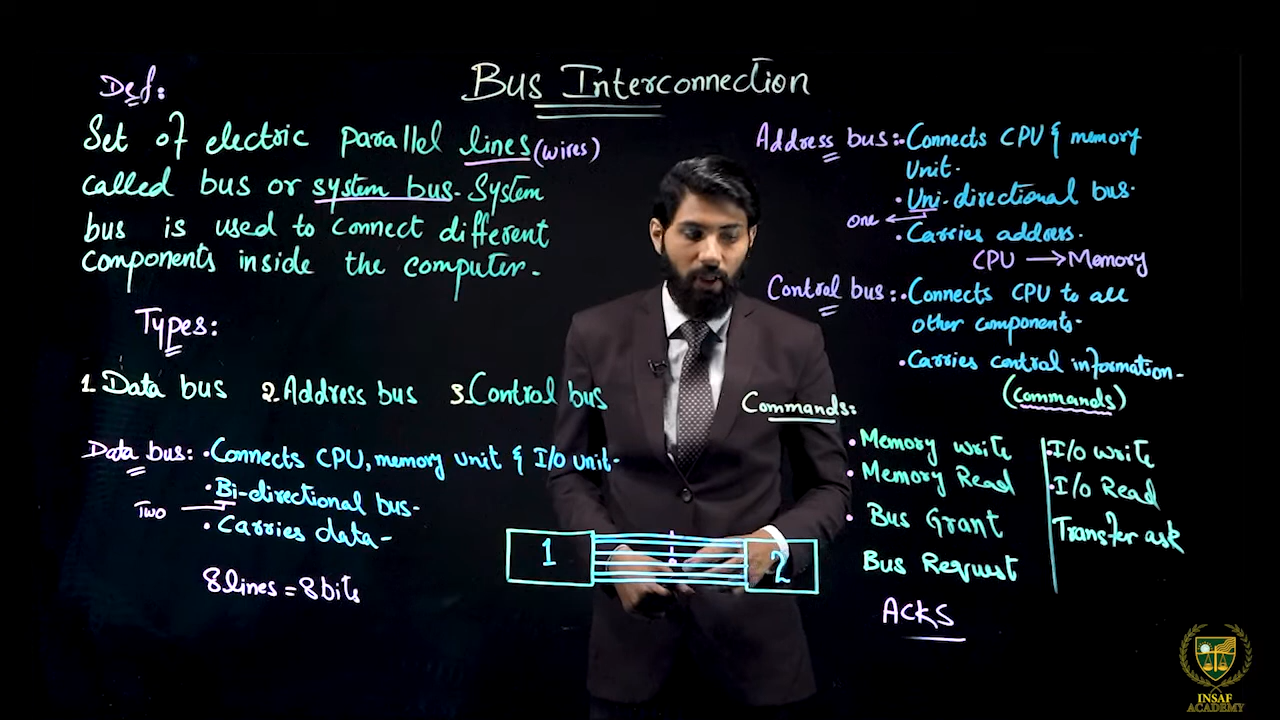 Bus Interconnection
Def:
Set of electric parallel lines (wires)
called bus or system bus. System
bus is used to connect different
components inside the computer.
Types:
1. Data bus 2. Address bus 3. Control bus
Data bus: • Connects CPU, memory unit & I/O unit.
• Bi-directional bus.
Two
• Carries data.
8 lines = 8 bits
1
2
Address bus: • Connects CPU & memory
Unit.
• Uni-directional bus.
one
• Carries address.
CPU → Memory
Control bus: • Connects CPU to all
other components.
• Carries control information.
(commands)
Commands:
• Memory write
• Memory Read
• Bus Grant
Bus Request
ACKS
• I/O write
• I/O Read
Transfer ask
INSAF
ACADEMY